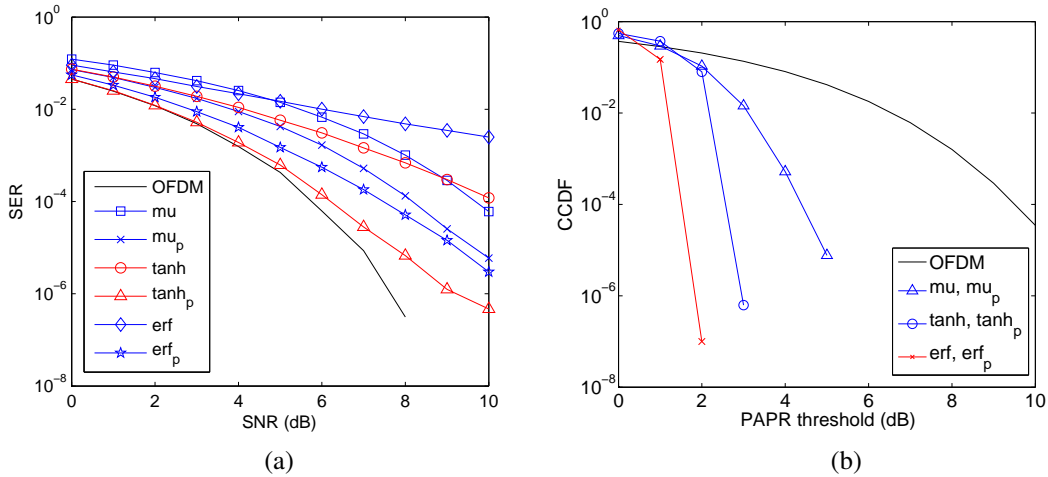 10^0
10^-2
10^-4
10^-6
10^-8
SER
0 2 4 6 8 10
SNR (dB)
OFDM
mu
mu_p
tanh
tanh_p
erf
erf_p
(a)
10^0
10^-2
10^-4
10^-6
10^-8
CCDF
0 2 4 6 8 10
PAPR threshold (dB)
OFDM
mu, mu_p
tanh, tanh_p
erf, erf_p
(b)